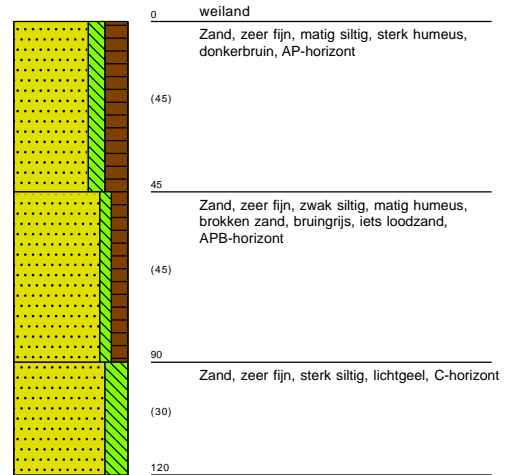 0 weiland
Zand, zeer fijn, matig siltig, sterk humeus,
donkerbruin, AP-horizont
(45)
45
Zand, zeer fijn, zwak siltig, matig humeus,
brokken zand, bruingrijs, iets loodzand,
APB-horizont
(45)
90
Zand, zeer fijn, sterk siltig, lichtgeel, C-horizont
(30)
120